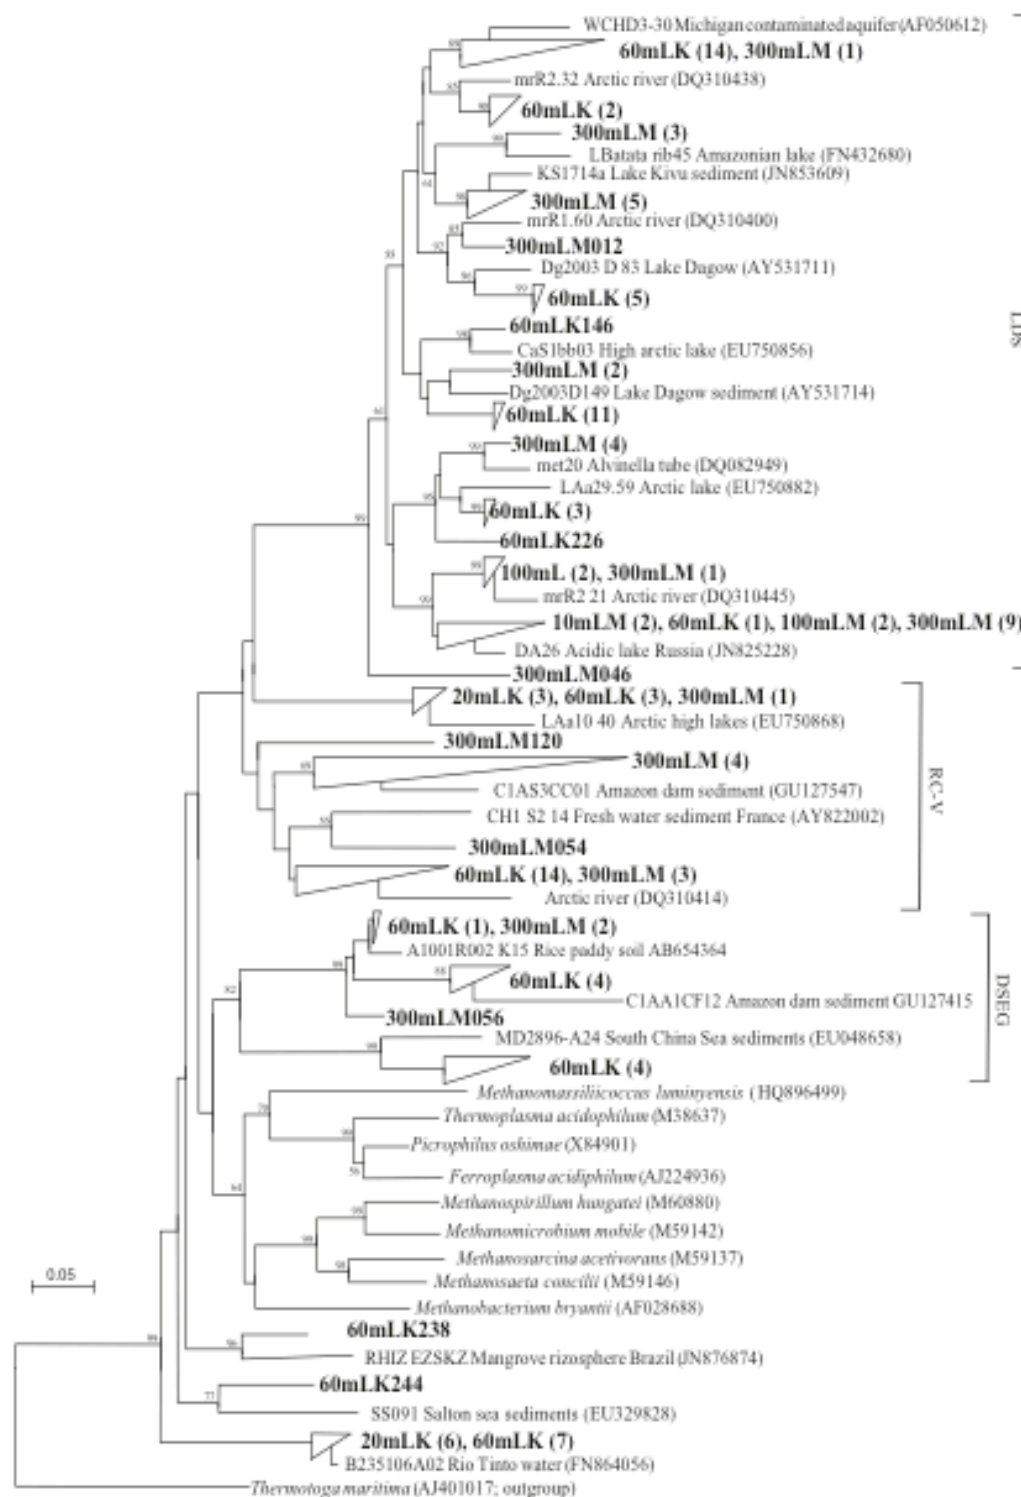 WCHD3-30 Michigan contaminated aquifer (AF050612)
60mLK (14), 300mLM (1)
mrR2.32 Arctic river (DQ310438)
60mLK (2)
300mLM (3)
LBatata rib45 Amazonian lake (FN432680)
KS1714a Lake Kivu sediment (JN853609)
300mLM (5)
mrR1.60 Arctic river (DQ310400)
300mLM012
Dg2003 D 83 Lake Dagow (AY531711)
60mLK (5)
LDS
60mLK146
CaS1bb03 High arctic lake (EU750856)
300mLM (2)
Dg2003D149 Lake Dagow sediment (AY531714)
60mLK (11)
300mLM (4)
met20 Alvinella tube (DQ082949)
LAa29.59 Arctic lake (EU750882)
60mLK (3)
60mLK226
100mL (2), 300mLM (1)
mrR2 21 Arctic river (DQ310445)
10mLM (2), 60mLK (1), 100mLM (2), 300mLM (9)
DA26 Acidic lake Russia (JN825228)
300mLM046
20mLK (3), 60mLK (3), 300mLM (1)
LAa10 40 Arctic high lakes (EU750868)
300mLM120
300mLM (4)
RC-V
C1AS3CC01 Amazon dam sediment (GU127547)
CH1 S2 14 Fresh water sediment France (AY822002)
300mLM054
60mLK (14), 300mLM (3)
Arctic river (DQ310414)
60mLK (1), 300mLM (2)
A1001R002 K15 Rice paddy soil AB654364
60mLK (4)
C1AA1CF12 Amazon dam sediment GU127415
DSEG
300mLM056
MD2896-A24 South China Sea sediments (EU048658)
60mLK (4)
Methanomassiliicoccus luminyensis (HQ896499)
Thermoplasma acidophilum (M38637)
Picrophilus oshimae (X84901)
Ferroplasma acidiphilum (AJ224936)
Methanospirillum hungatei (M60880)
Methanomicrobium mobile (M59142)
Methanosarcina acetivorans (M59137)
0.05
Methanosaeta concilii (M59146)
Methanobacterium bryantii (AF028688)
60mLK238
RHIZ EZSKZ Mangrove rizosphere Brazil (JN876874)
60mLK244
SS091 Salton sea sediments (EU329828)
20mLK (6), 60mLK (7)
B235106A02 Rio Tinto water (FN864056)
Thermotoga maritima (AJ401017; outgroup)